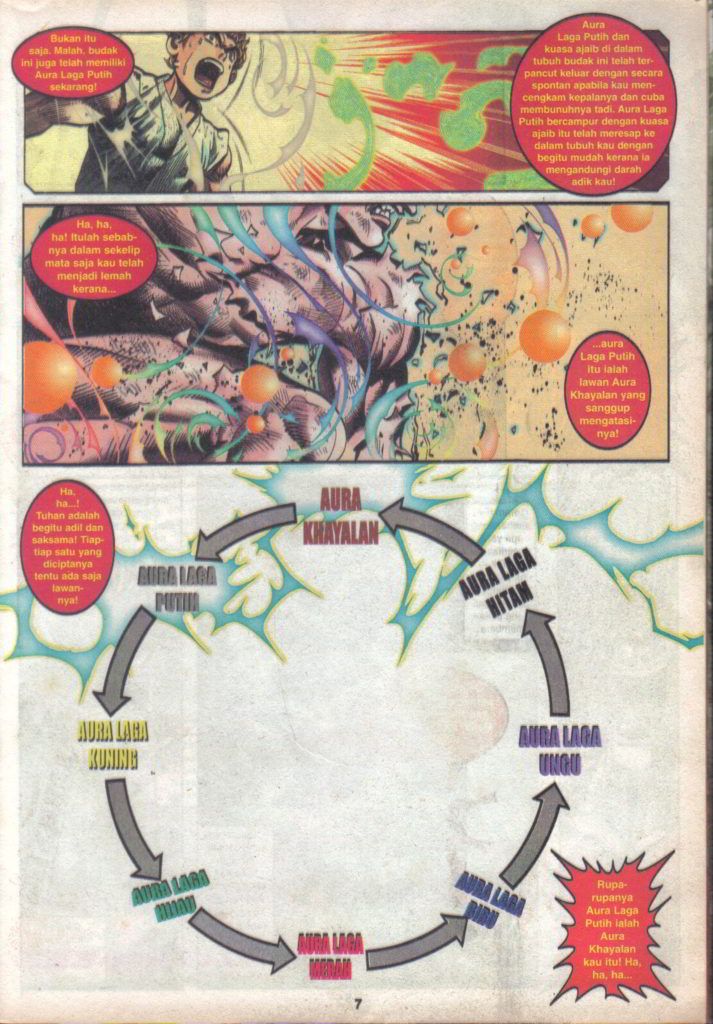 Bukan itu
saja. Malah, budak
ini juga telah memiliki
Aura Laga Putih
sekarang!
Aura
Laga Putih dan
kuasa ajaib di dalam
tubuh budak ini telah ter-
pancut keluar dengan secara
spontan apabila kau men-
cengkam kepalanya dan cuba
membunuhnya tadi. Aura Laga
Putih bercampur dengan kuasa
ajaib itu telah meresap ke
dalam tubuh kau dengan
begitu mudah kerana ia
mengandungi darah
adik kau!
Ha, ha,
ha! Itulah sebab-
nya dalam sekelip
mata saja kau telah
menjadi lemah
kerana...
...aura
Laga Putih
itu ialah
lawan Aura
Khayalan yang
sanggup
mengatasi-
nya!
Ha,
ha...!
Tuhan adalah
begitu adil dan
saksama! Tiap-
tiap satu yang
diciptanya
tentu ada saja
lawan-
nya!
AURA
KHAYALAN
AURA LAGA
PUTIH
AURA LAGA
HITAM
AURA LAGA
KUNING
AURA LAGA
UNGU
AURA LAGA
HIJAU
AURA LAGA
BIRU
AURA LAGA
MERAH
Rupa-
rupanya
Aura Laga
Putih ialah
Aura
Khayalan
kau itu! Ha,
ha, ha...
7